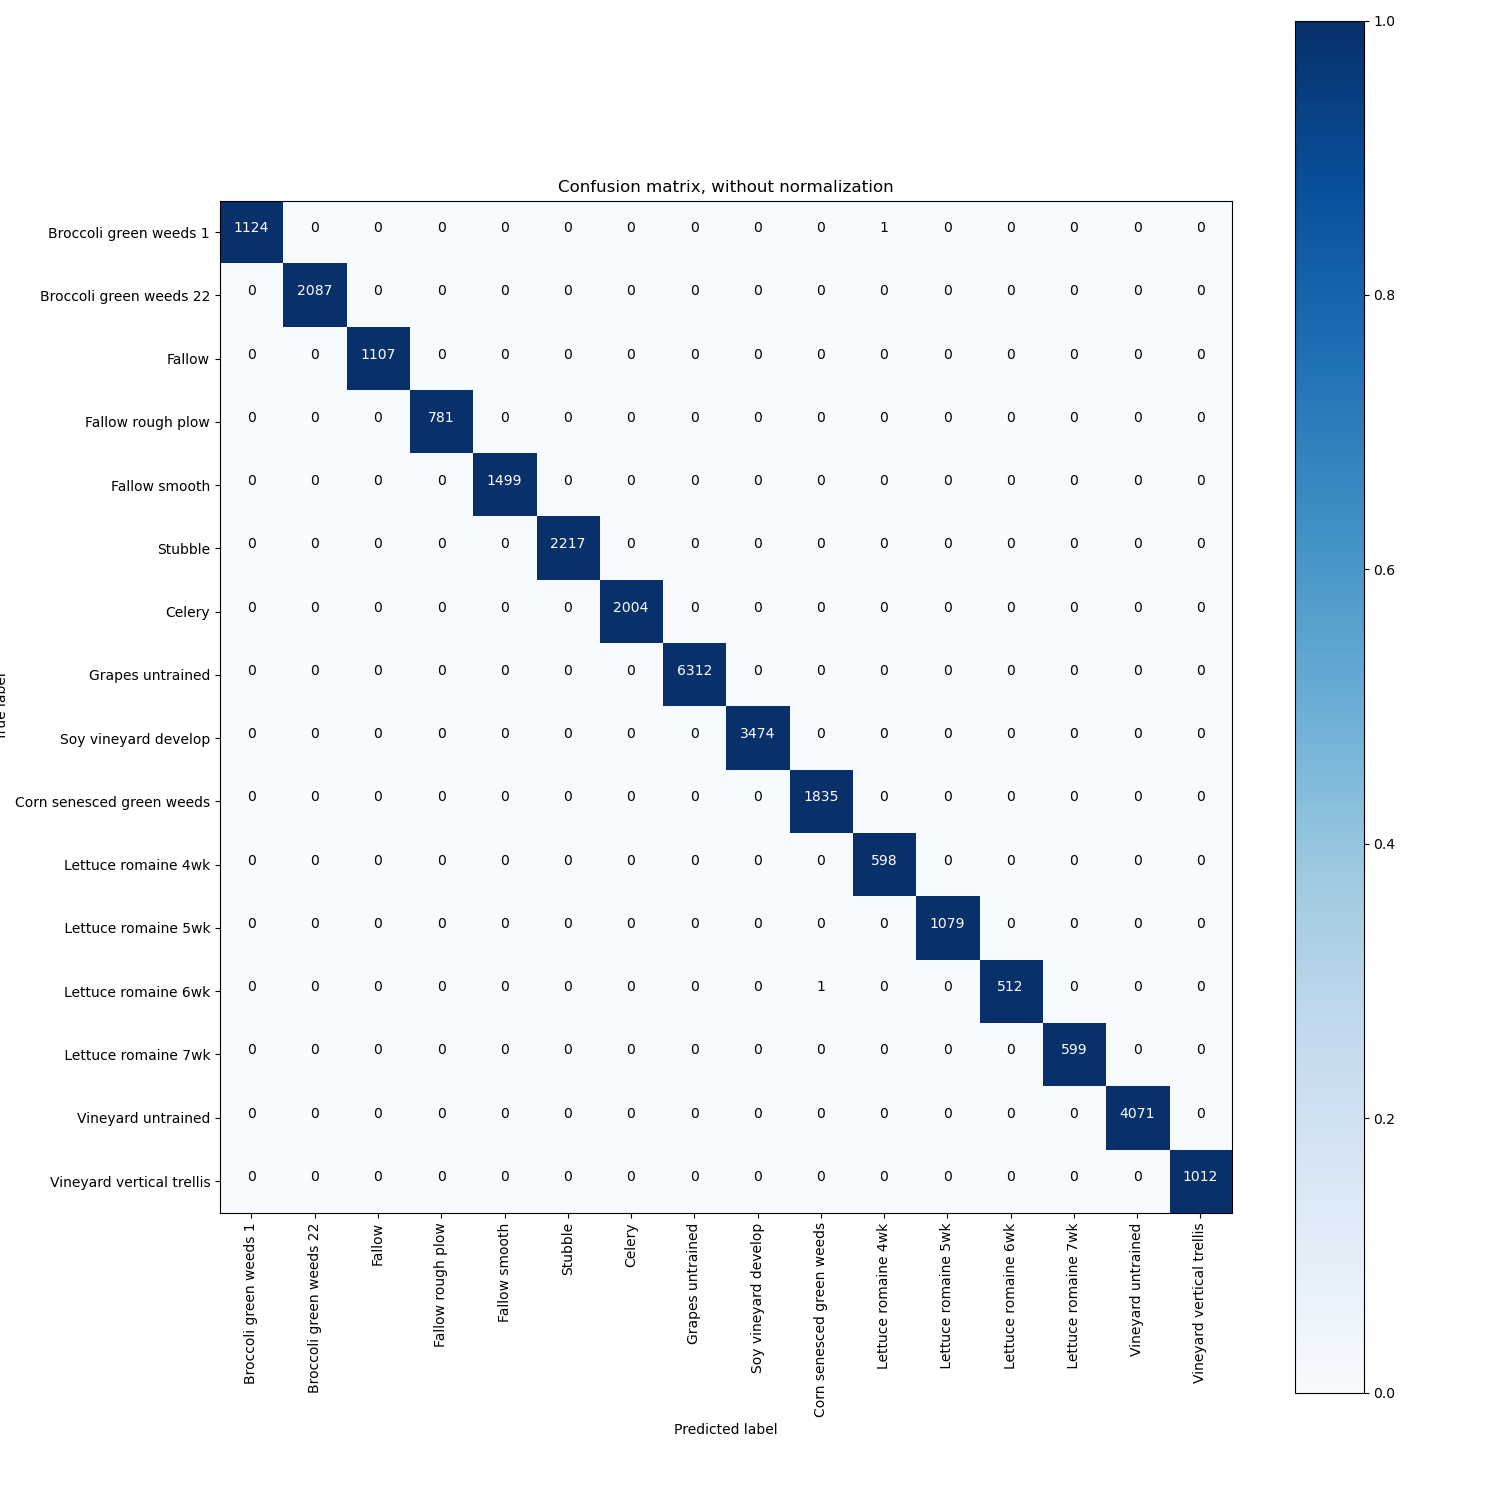 Confusion matrix, without normalization
Broccoli green weeds 1 1124 0 0 0 0 0 0 0 0 0 1 0 0 0 0 0
Broccoli green weeds 22 0 2087 0 0 0 0 0 0 0 0 0 0 0 0 0 0
Fallow 0 0 1107 0 0 0 0 0 0 0 0 0 0 0 0 0
Fallow rough plow 0 0 0 781 0 0 0 0 0 0 0 0 0 0 0 0
Fallow smooth 0 0 0 0 1499 0 0 0 0 0 0 0 0 0 0 0
Stubble 0 0 0 0 0 2217 0 0 0 0 0 0 0 0 0 0
Celery 0 0 0 0 0 0 2004 0 0 0 0 0 0 0 0 0
Grapes untrained 0 0 0 0 0 0 0 6312 0 0 0 0 0 0 0 0
Soy vineyard develop 0 0 0 0 0 0 0 0 3474 0 0 0 0 0 0 0
Corn senesced green weeds 0 0 0 0 0 0 0 0 0 1835 0 0 0 0 0 0
Lettuce romaine 4wk 0 0 0 0 0 0 0 0 0 0 598 0 0 0 0 0
Lettuce romaine 5wk 0 0 0 0 0 0 0 0 0 0 0 1079 0 0 0 0
Lettuce romaine 6wk 0 0 0 0 0 0 0 0 0 1 0 0 512 0 0 0
Lettuce romaine 7wk 0 0 0 0 0 0 0 0 0 0 0 0 0 599 0 0
Vineyard untrained 0 0 0 0 0 0 0 0 0 0 0 0 0 0 4071 0
Vineyard vertical trellis 0 0 0 0 0 0 0 0 0 0 0 0 0 0 0 1012
Broccoli green weeds 1
Broccoli green weeds 22
Fallow
Fallow rough plow
Fallow smooth
Stubble
Celery
Grapes untrained
Soy vineyard develop
Corn senesced green weeds
Lettuce romaine 4wk
Lettuce romaine 5wk
Lettuce romaine 6wk
Lettuce romaine 7wk
Vineyard untrained
Vineyard vertical trellis
Predicted label
1.0
0.8
0.6
0.4
0.2
0.0